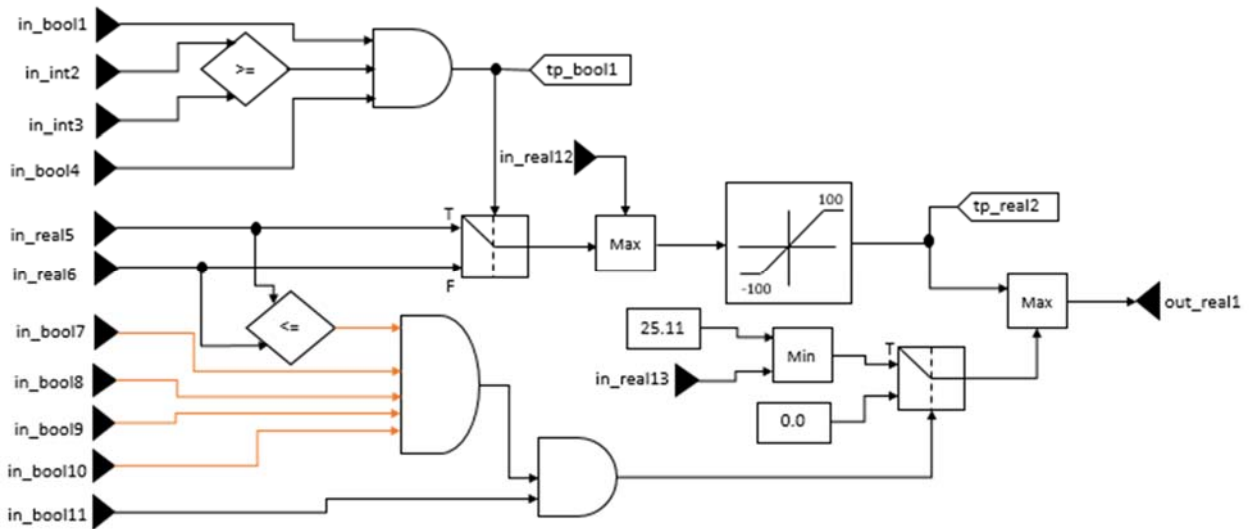 in_bool1
in_int2
>=
in_int3
tp_bool1
in_real12
in_bool4
T
100
tp_real2
in_real5
Max
in_real6
F
-100
Max
out_real1
in_bool7
<=
25.11
Min
T
in_bool8
in_real13
in_bool9
0.0
in_bool10
in_bool11